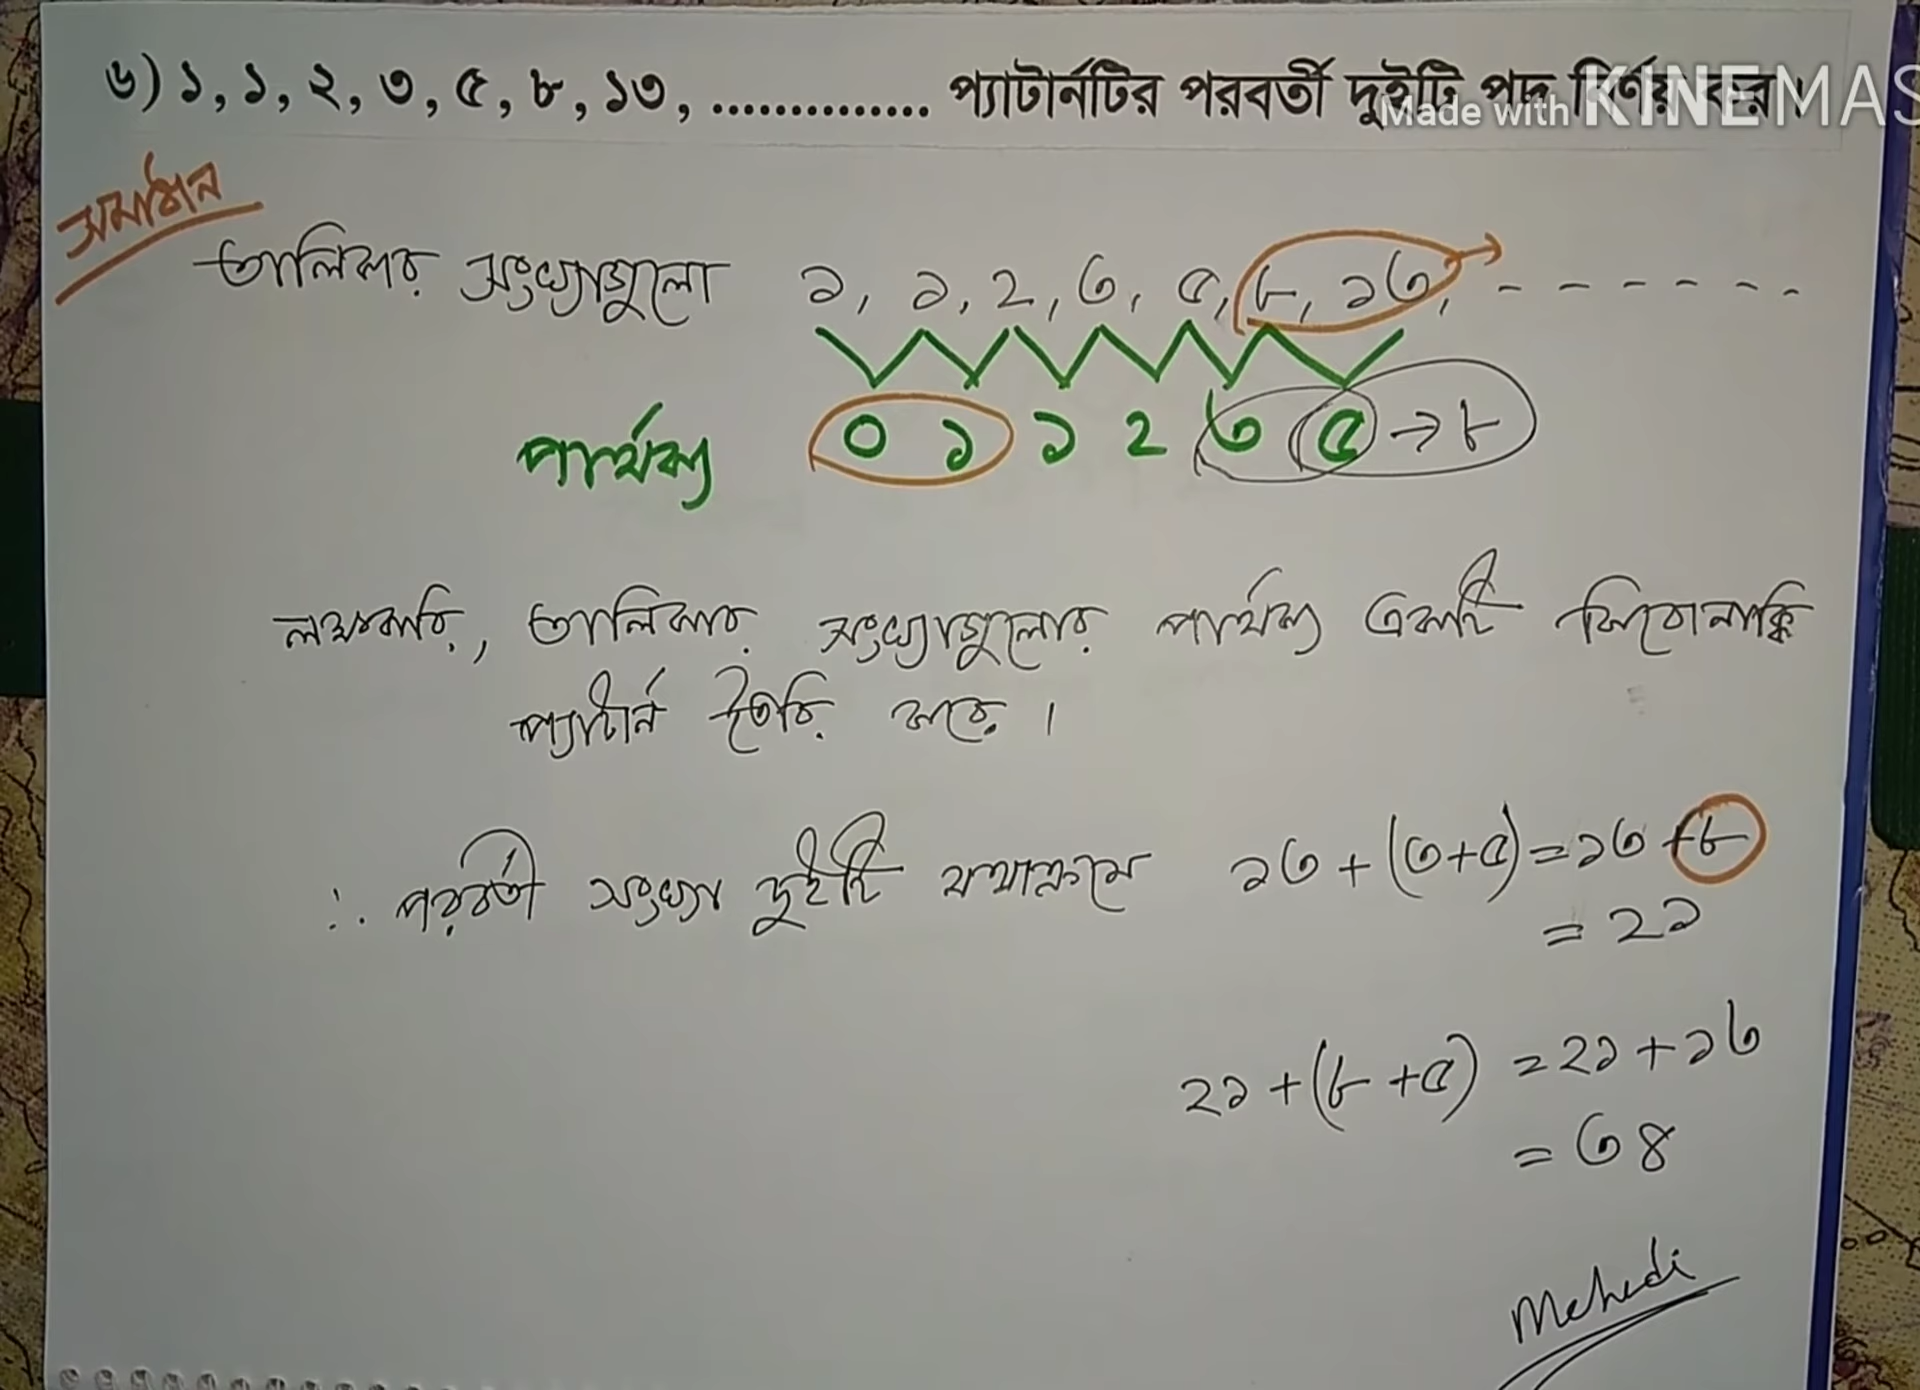 ৬) ১, ১, ২, ৩, ৫, ৮, ১৩, .............. প্যাটার্নটির পরবর্তী দুইটি পদ নির্ণয় কর।
Made with KINEMAS
সমাধান
তালিকার সংখ্যাগুলো ১, ১, ২, ৩, ৫, ৮, ১৩, - - - - - - -
পার্থক্য ০ ১ ১ ২ ৩ ৫ → ৮
লক্ষকরি, তালিকার সংখ্যাগুলোর পার্থক্য একটি ফিবোনাক্কি
প্যাটার্ন তৈরি করে।
∴ পরবর্তী সংখ্যা দুইটি যথাক্রমে ১৩ + (৩+৫) = ১৩ + ৮
= ২১
২১ + (৮ + ৫) = ২১ + ১৩
= ৩৪
Mehedi